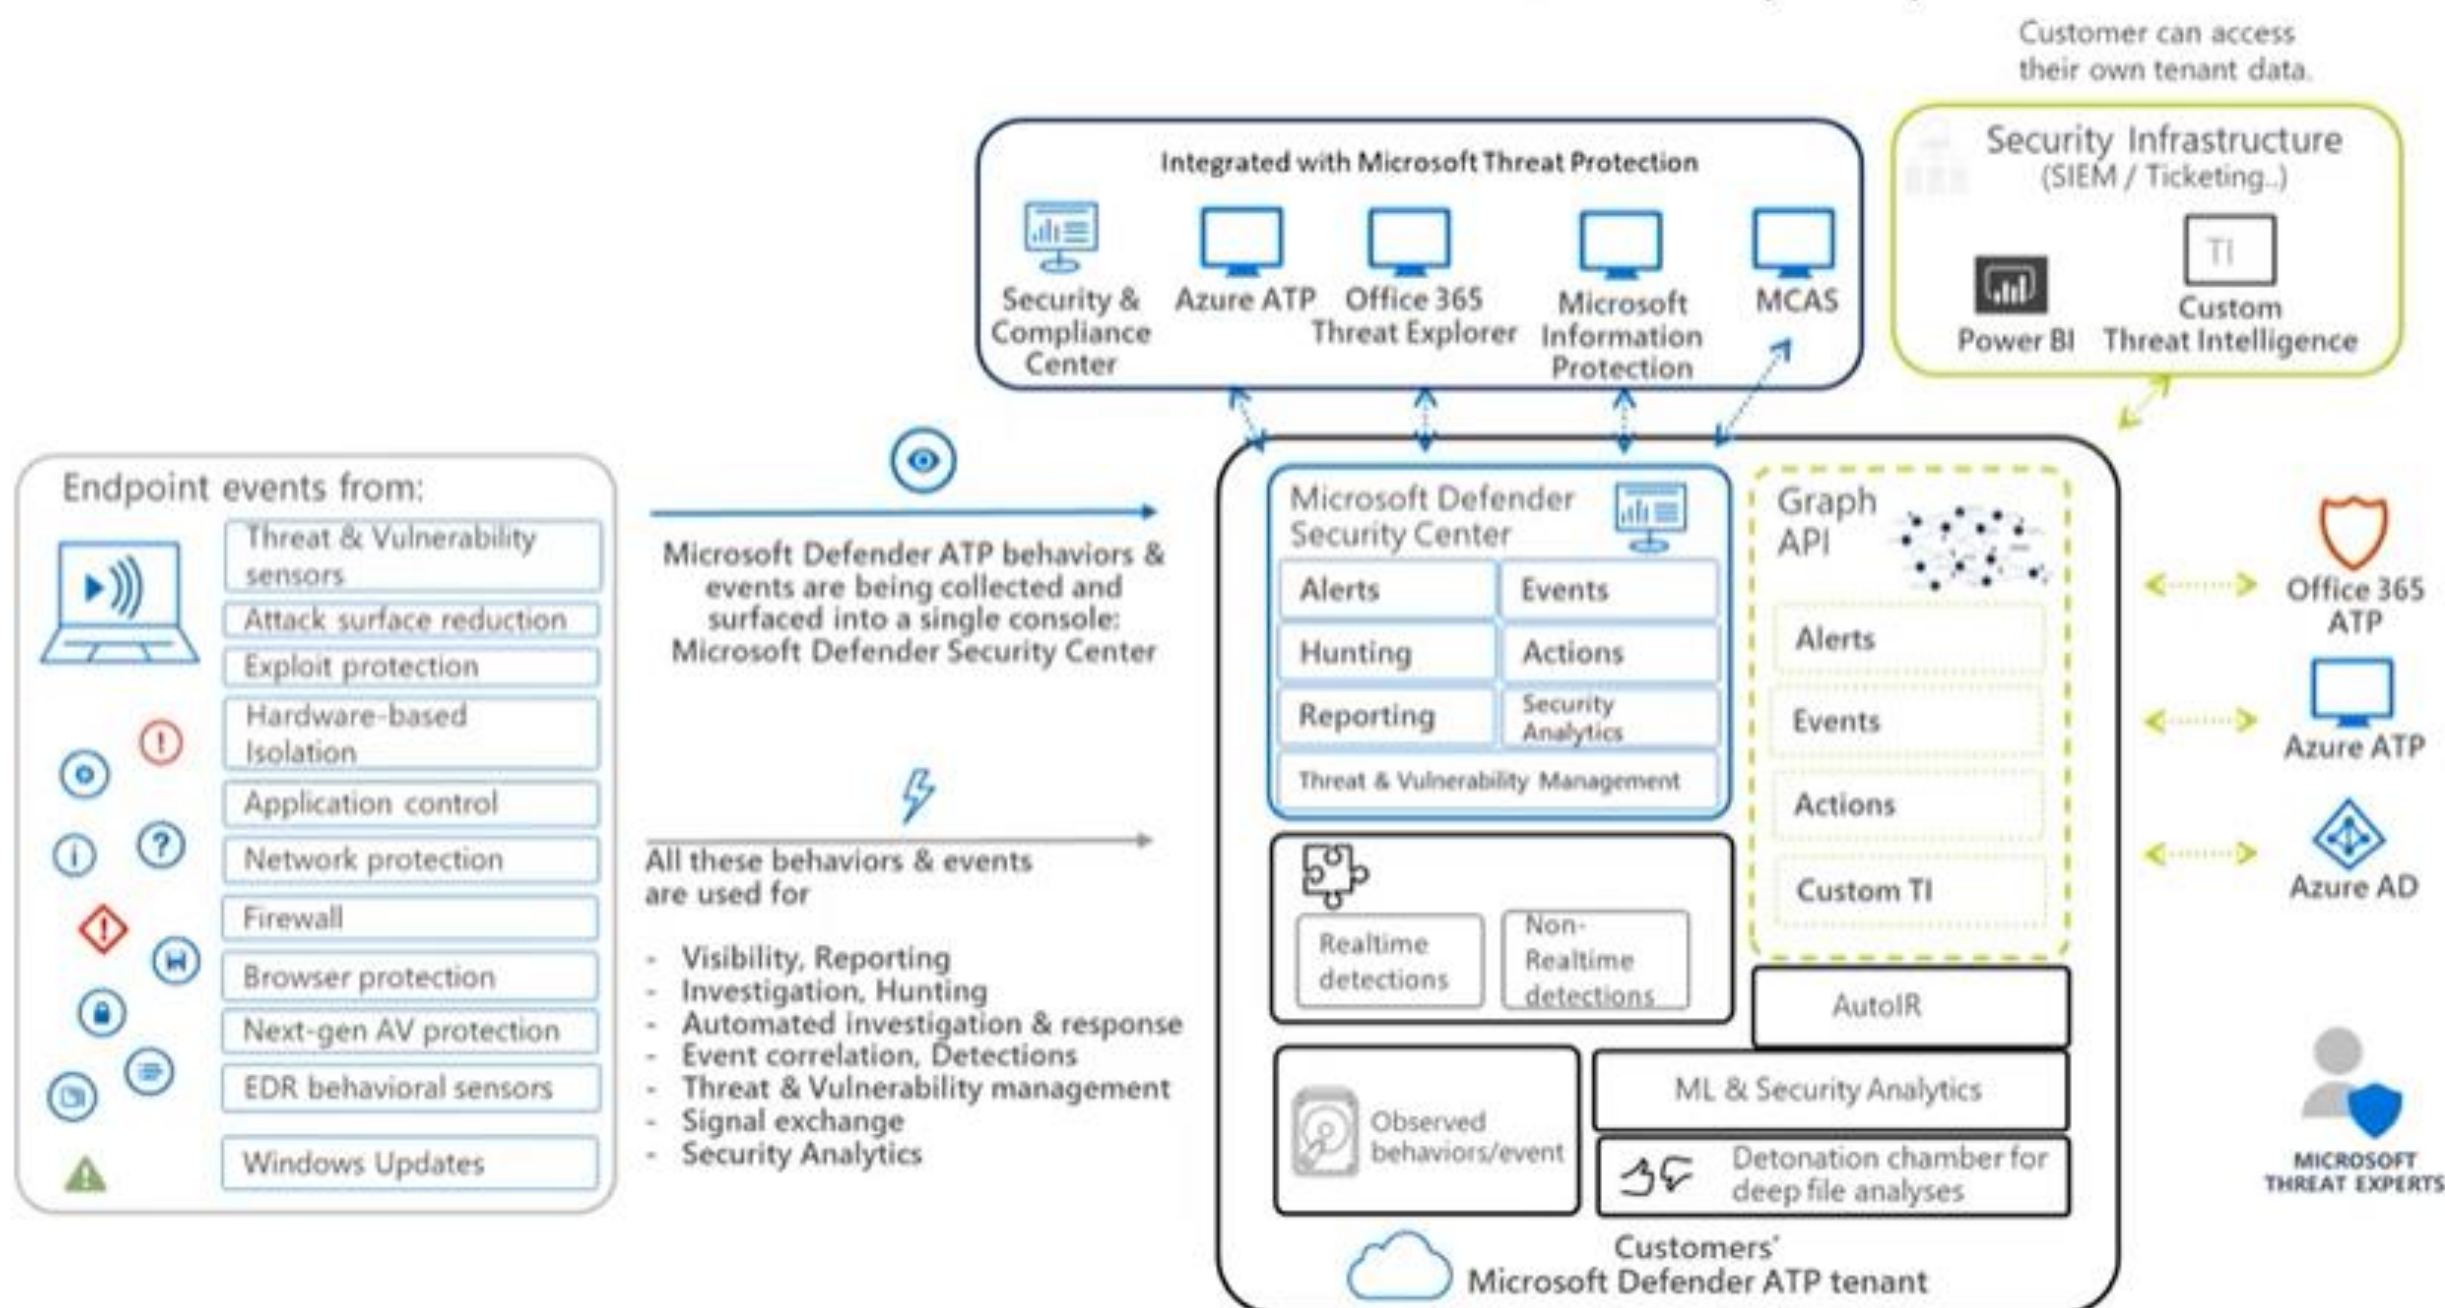 Customer can access
their own tenant data.
Integrated with Microsoft Threat Protection
Security &
Compliance
Center
Azure ATP
Office 365
Threat Explorer
Microsoft
Information
Protection
MCAS
Security Infrastructure
(SIEM / Ticketing..)
Power BI
TI
Custom
Threat Intelligence
Endpoint events from:
Threat & Vulnerability
sensors
Attack surface reduction
Exploit protection
Hardware-based
Isolation
Application control
Network protection
Firewall
Browser protection
Next-gen AV protection
EDR behavioral sensors
Windows Updates
Microsoft Defender ATP behaviors &
events are being collected and
surfaced into a single console:
Microsoft Defender Security Center
All these behaviors & events
are used for
- Visibility, Reporting
- Investigation, Hunting
- Automated investigation & response
- Event correlation, Detections
- Threat & Vulnerability management
- Signal exchange
- Security Analytics
Microsoft Defender
Security Center
Alerts
Events
Hunting
Actions
Reporting
Security
Analytics
Threat & Vulnerability Management
Realtime
detections
Non-
Realtime
detections
Observed
behaviors/event
Graph
API
Alerts
Events
Actions
Custom TI
AutoIR
ML & Security Analytics
Detonation chamber for
deep file analyses
Customers'
Microsoft Defender ATP tenant
Office 365
ATP
Azure ATP
Azure AD
MICROSOFT
THREAT EXPERTS